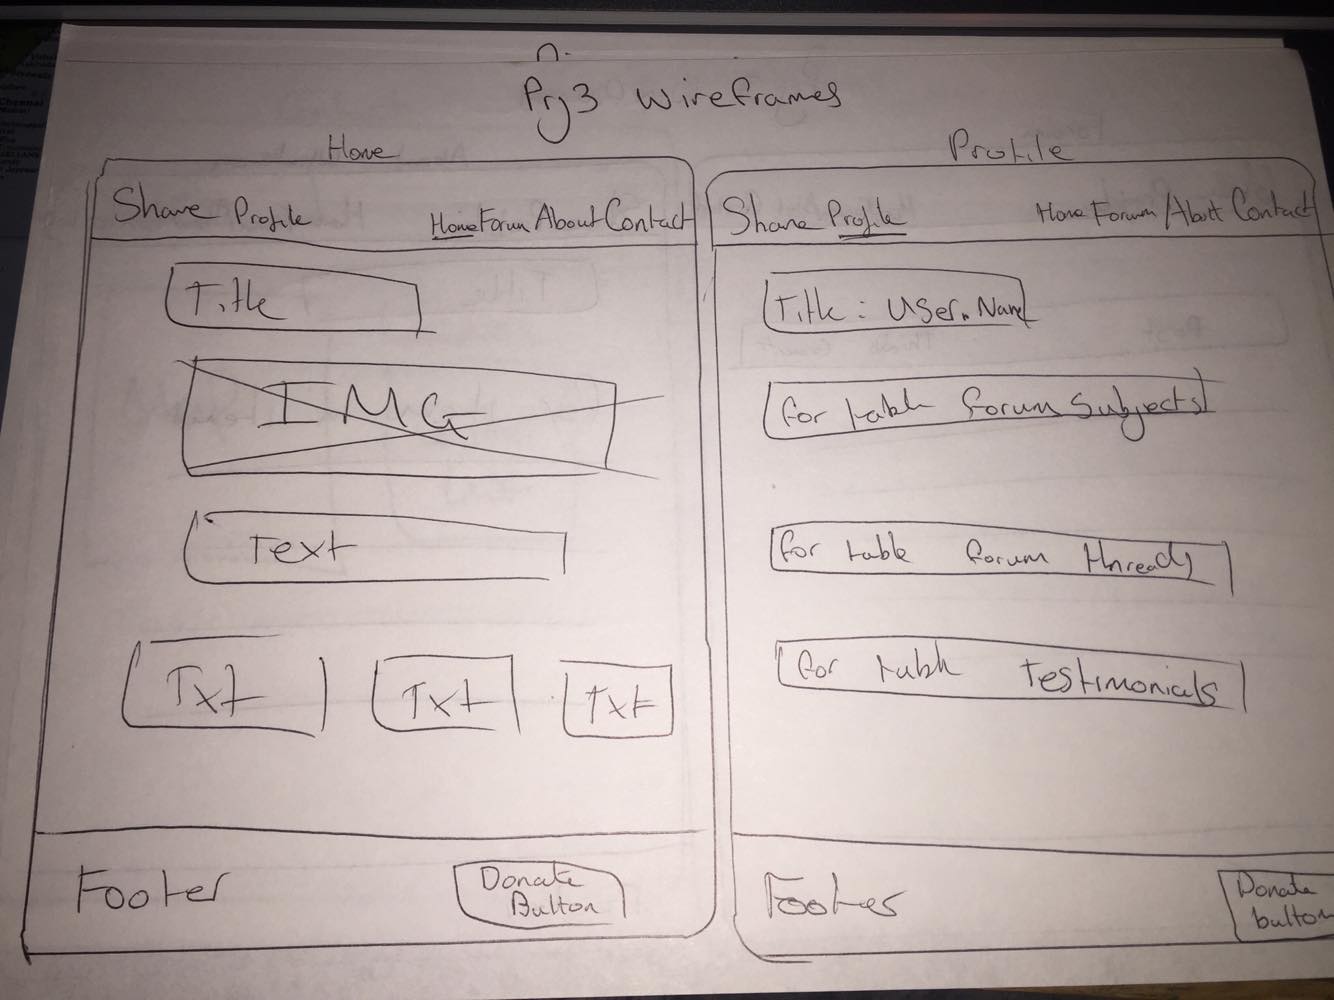 Prj3 Wireframes
Home
Share Profile Home Forum About Contact
Title
IMG
Text
Txt Txt Txt
Footer
Donate
Button
Profile
Share Profile Home Forum About Contact
Title : User.Name
for table forum Subjects
for table forum threads
for table testimonials
Footer
Donate
button